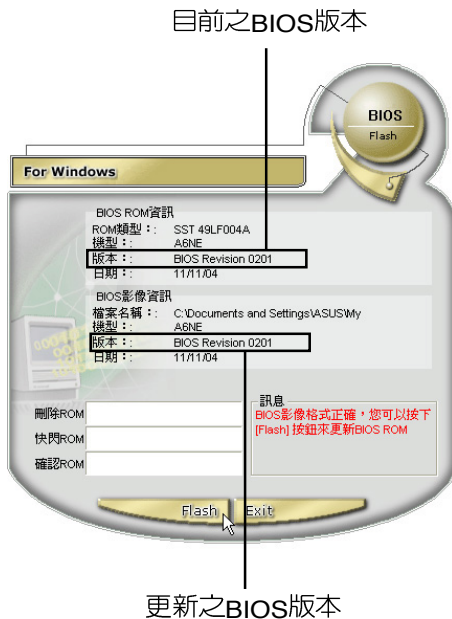 目前之BIOS版本
BIOS
Flash
For Windows
BIOS ROM資訊
ROM類型：: SST 49LF004A
機型：: A6NE
版本：: BIOS Revision 0201
日期：: 11/11/04
BIOS影像資訊
檔案名稱：: C:\Documents and Settings\ASUS\My
機型：: A6NE
版本：: BIOS Revision 0201
日期：: 11/11/04
刪除ROM
快閃ROM
確認ROM
訊息
BIOS影像格式正確，您可以按下
[Flash] 按鈕來更新BIOS ROM
Flash Exit
更新之BIOS版本